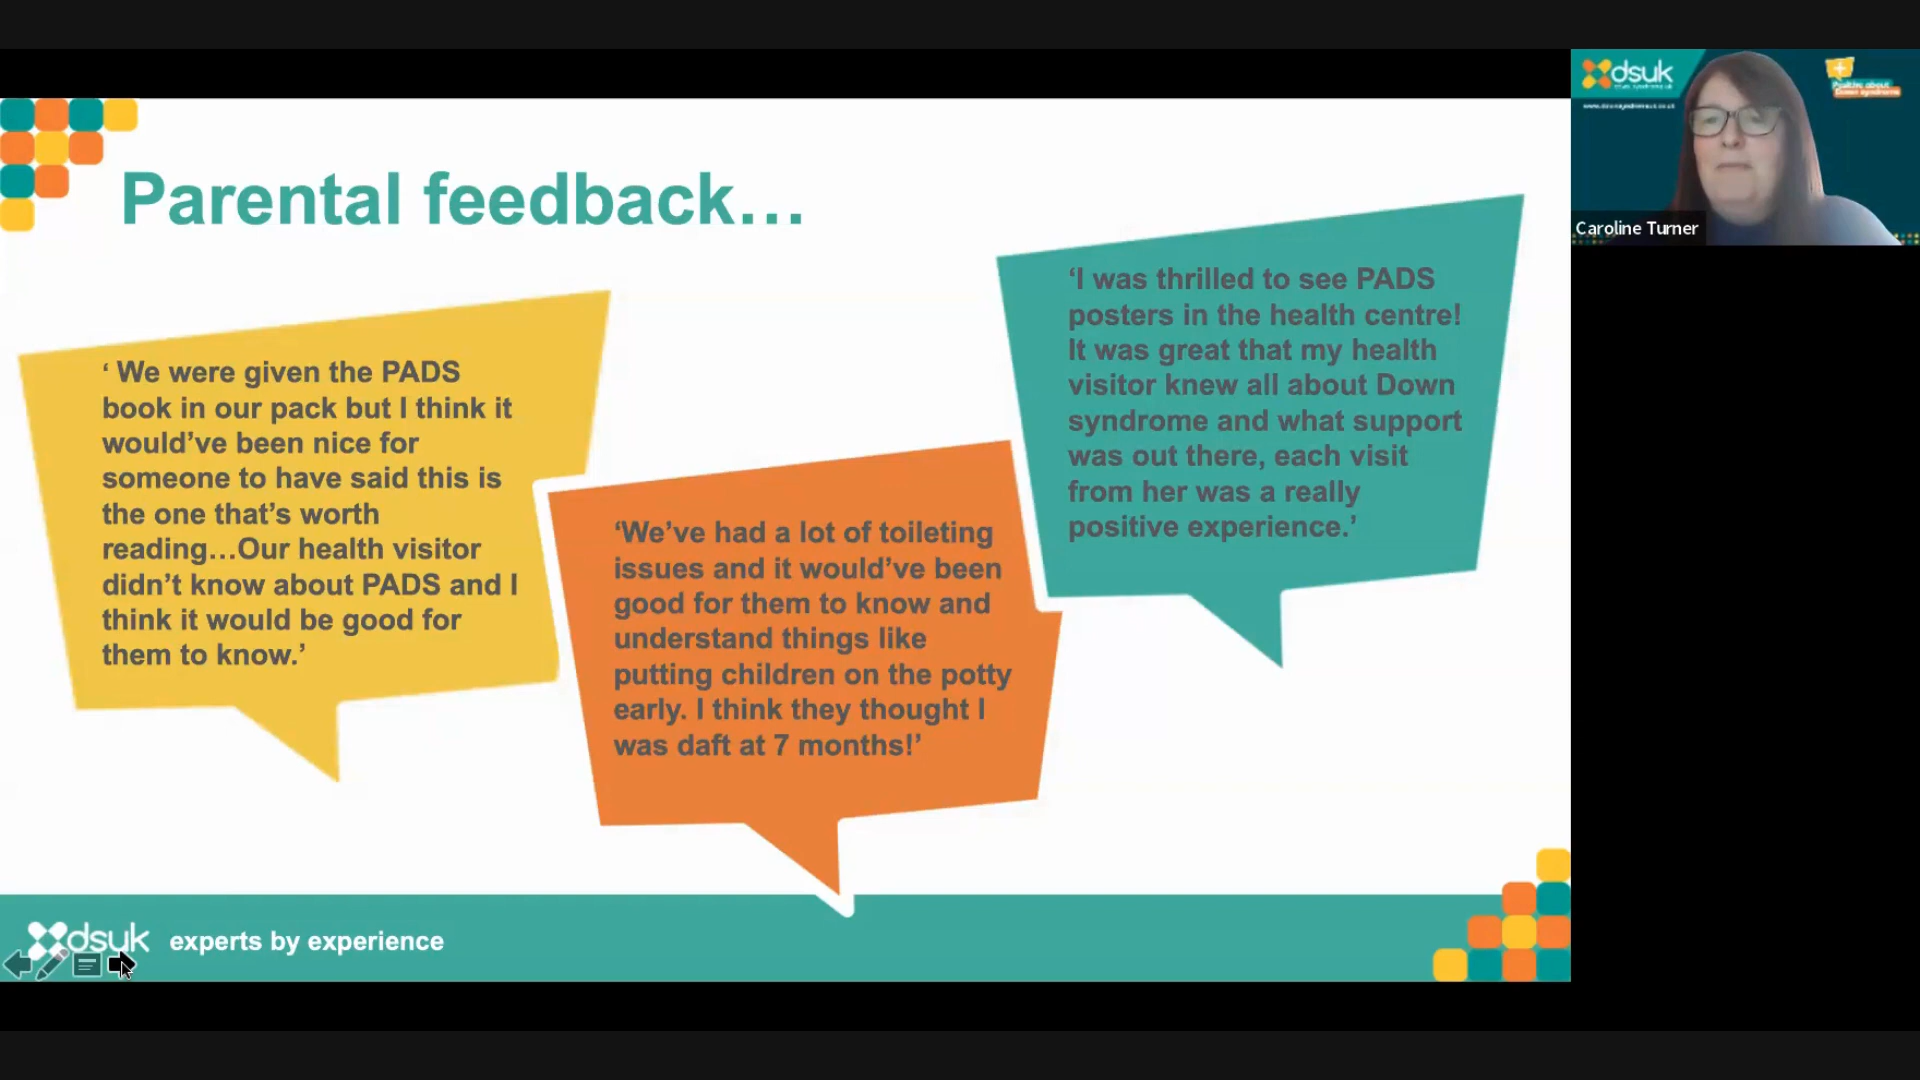 Parental feedback...
‘ We were given the PADS
book in our pack but I think it
would’ve been nice for
someone to have said this is
the one that’s worth
reading…Our health visitor
didn’t know about PADS and I
think it would be good for
them to know.’
‘We’ve had a lot of toileting
issues and it would’ve been
good for them to know and
understand things like
putting children on the potty
early. I think they thought I
was daft at 7 months!’
‘I was thrilled to see PADS
posters in the health centre!
It was great that my health
visitor knew all about Down
syndrome and what support
was out there, each visit
from her was a really
positive experience.’
dsuk experts by experience
dsuk
Positive about
Down syndrome
Caroline Turner